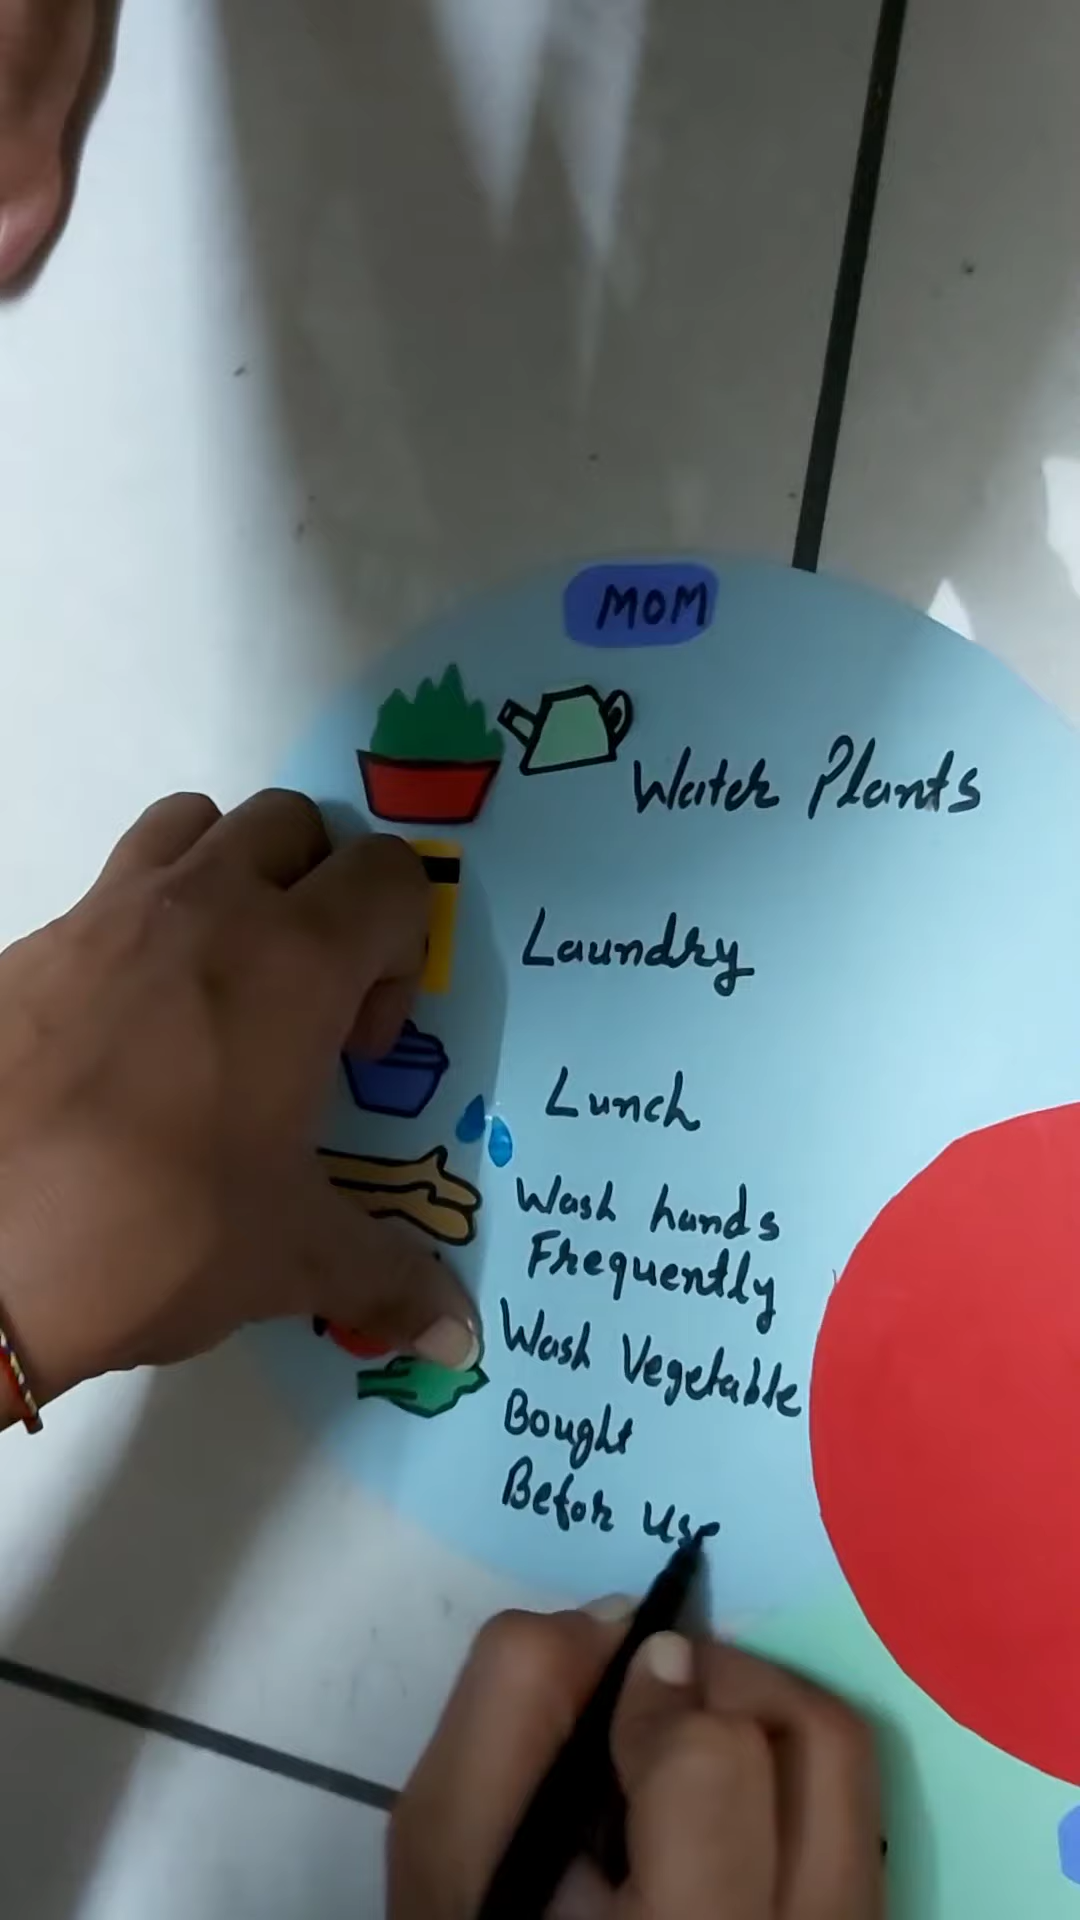 MOM
Water Plants
Laundry
Lunch
Wash hands
Frequently
Wash Vegetable
Bought
Befor Use